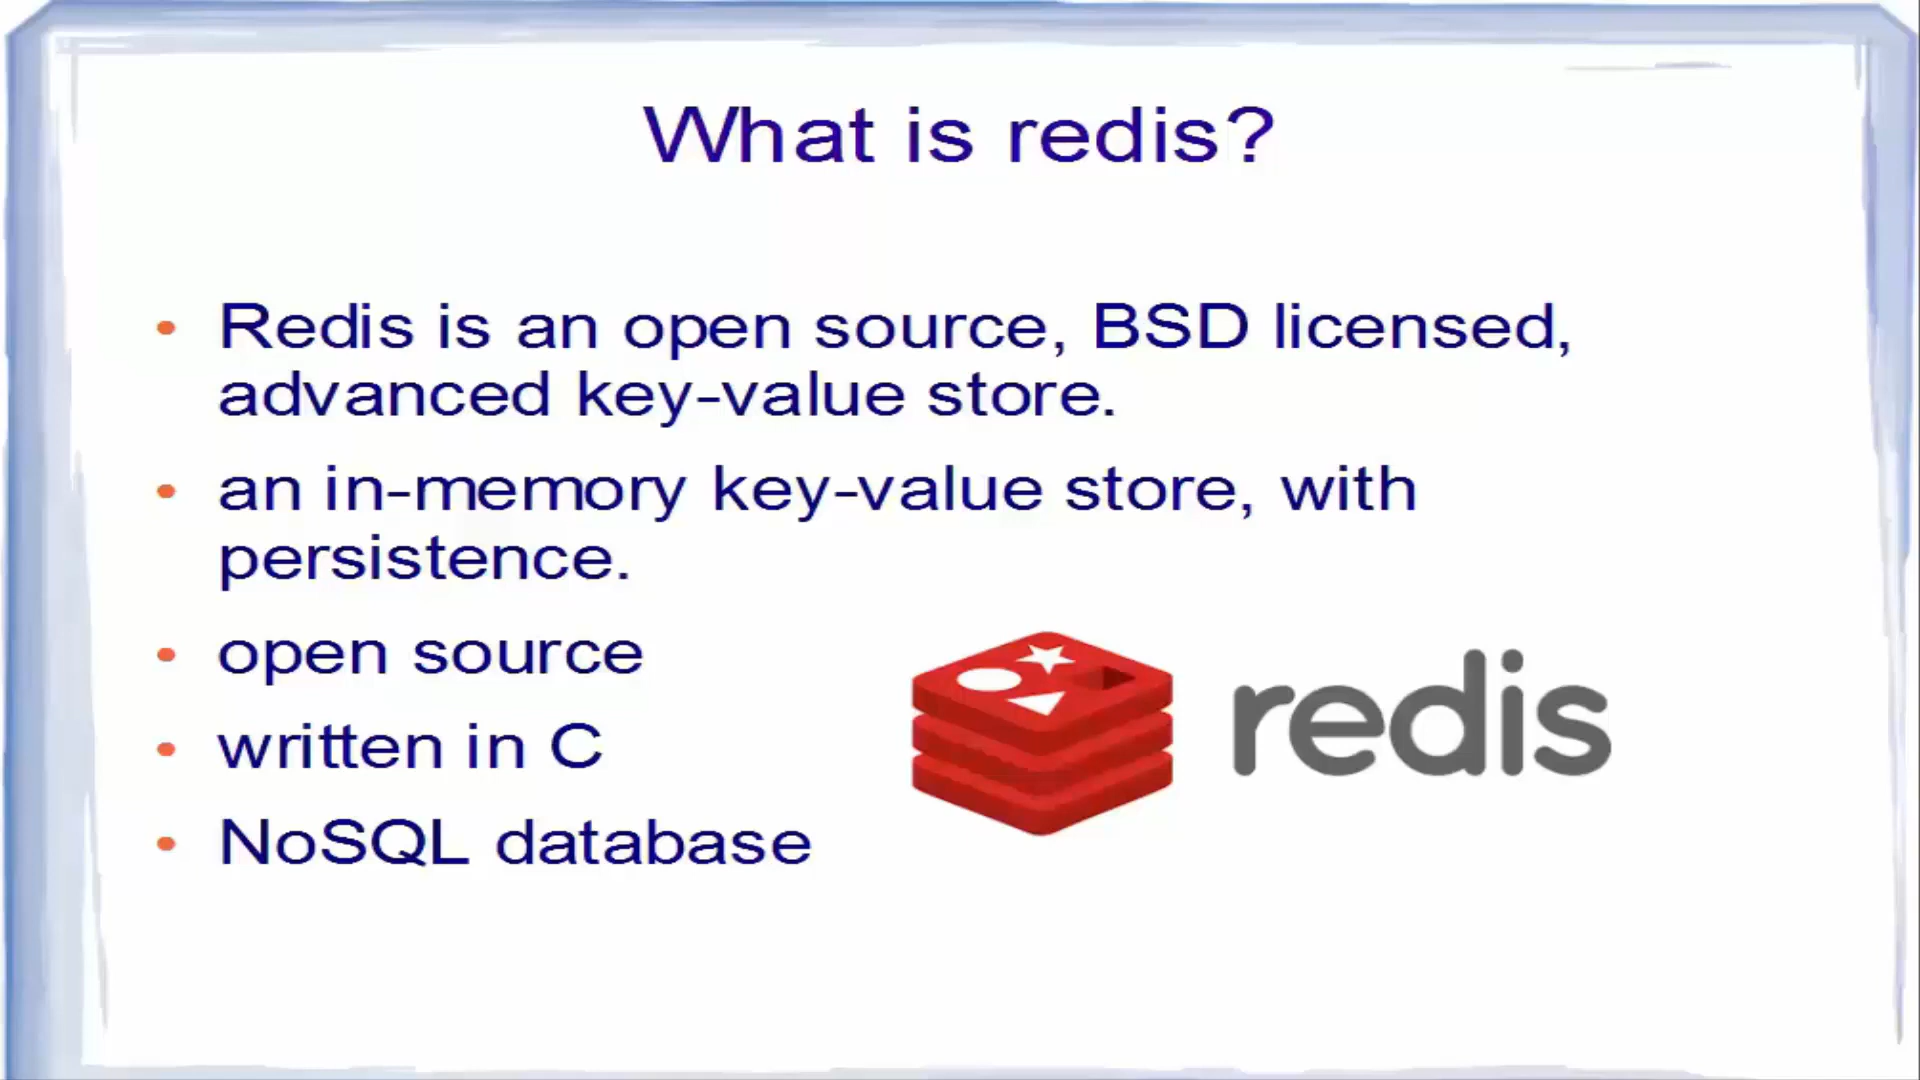 What is redis?
• Redis is an open source, BSD licensed,
advanced key-value store.
• an in-memory key-value store, with
persistence.
• open source
• written in C
• NoSQL database
redis